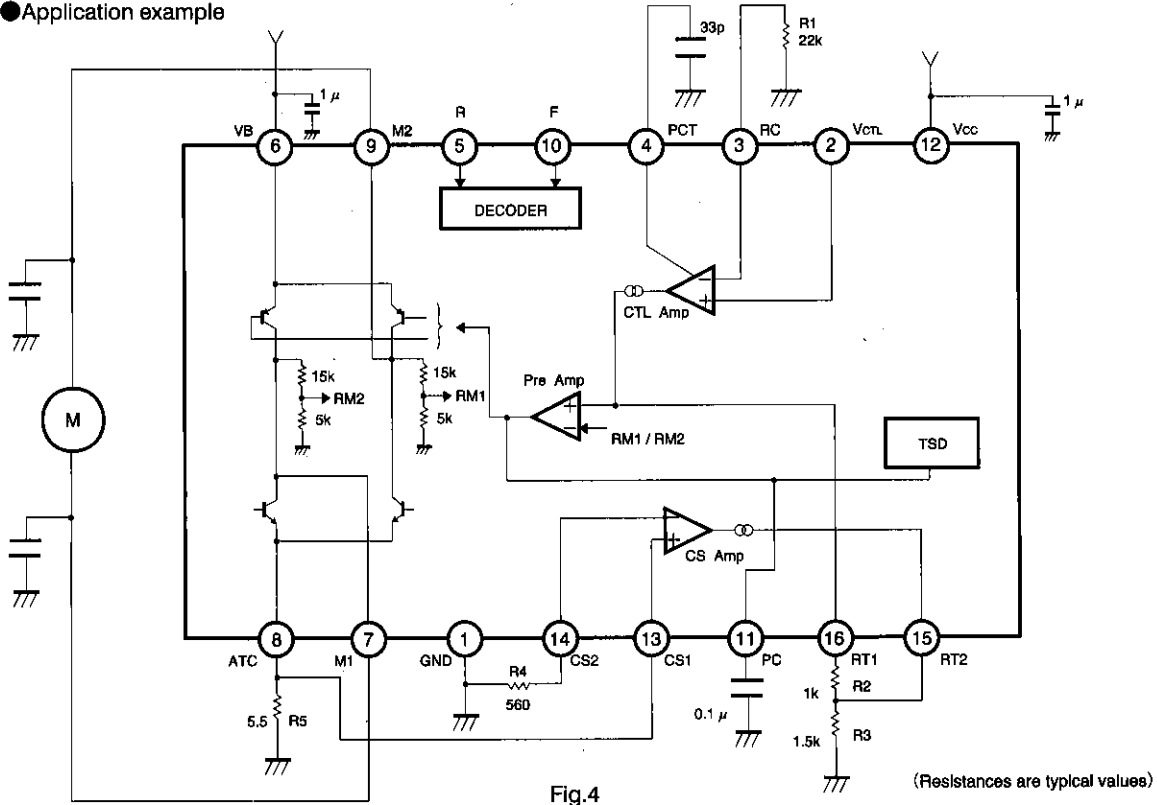 ●Application example
33p
R1
22k
1 μ
1 μ
VB
M2
R
F
PCT
RC
VCTL
VCC
6
9
5
10
4
3
2
12
DECODER
CTL Amp
15k
RM2
5k
15k
RM1
5k
Pre Amp
RM1 / RM2
TSD
M
CS Amp
8
7
1
14
13
11
16
15
ATC
M1
GND
CS2
CS1
PC
RT1
RT2
R4
560
5.5
R5
0.1 μ
1k
R2
1.5k
R3
Fig.4
(Resistances are typical values)